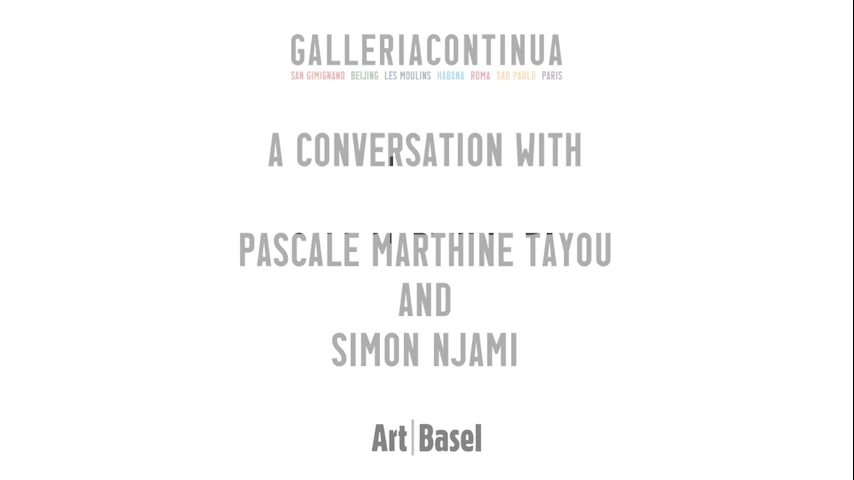 GALLERIACONTINUA
SAN GIMIGNANO BEIJING LES MOULINS HABANA ROMA SAO PAULO PARIS
A CONVERSATION WITH
PASCALE MARTHINE TAYOU
AND
SIMON NJAMI
Art Basel